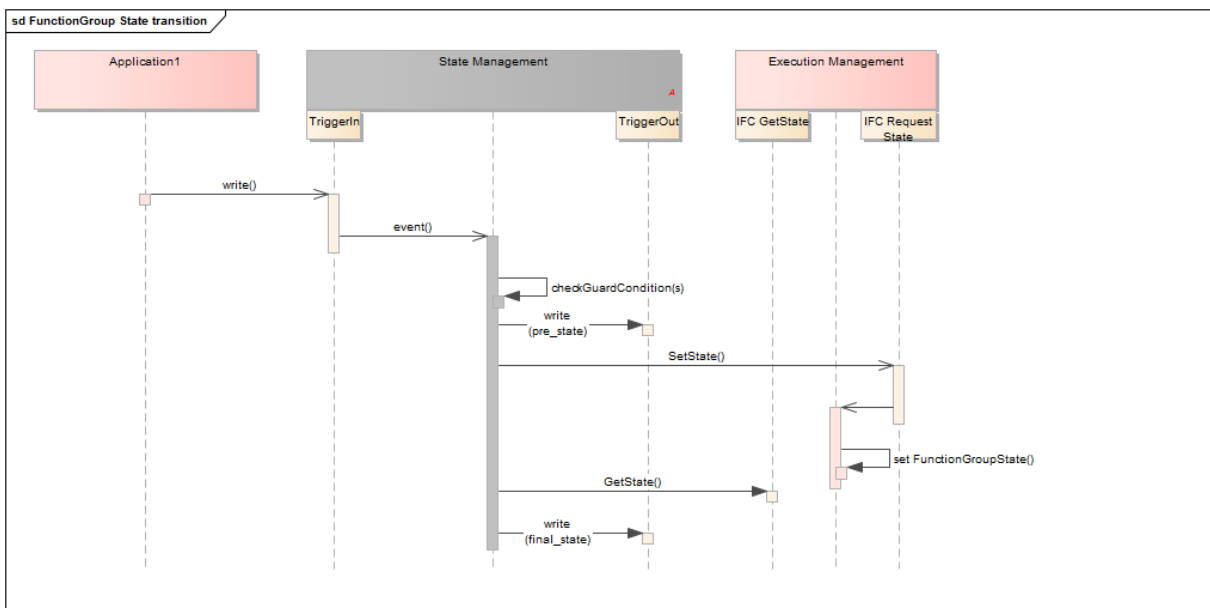 sd FunctionGroup State transition
Application1
State Management
Execution Management
A
TriggerIn
TriggerOut
IFC GetState
IFC Request
State
write()
event()
checkGuardCondition(s)
write
(pre_state)
SetState()
set FunctionGroupState()
GetState()
write
(final_state)